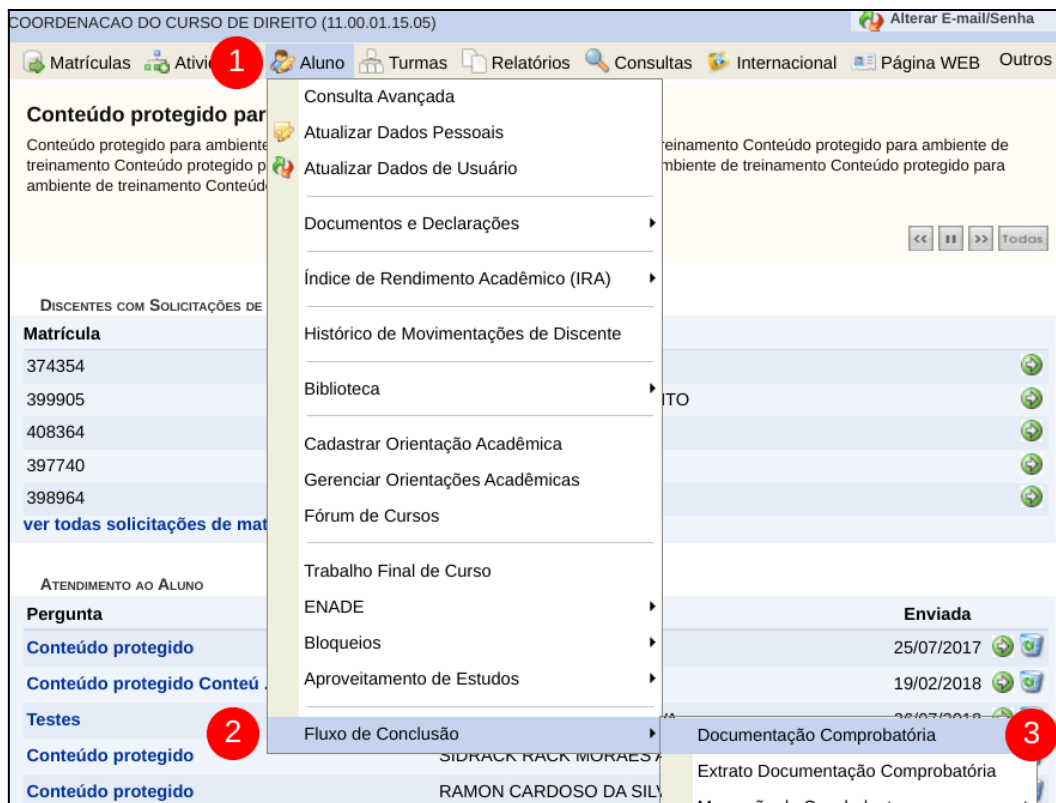 COORDENACAO DO CURSO DE DIREITO (11.00.01.15.05) Alterar E-mail/Senha
Matrículas 1 Aluno Turmas Relatórios Consultas Internacional Página WEB Outros
Consulta Avançada
Atualizar Dados Pessoais
Atualizar Dados de Usuário
Documentos e Declarações
Índice de Rendimento Acadêmico (IRA)
Histórico de Movimentações de Discente
Biblioteca
Cadastrar Orientação Acadêmica
Gerenciar Orientações Acadêmicas
Fórum de Cursos
Trabalho Final de Curso
ENADE
Bloqueios
Aproveitamento de Estudos
2 Fluxo de Conclusão
Documentação Comprobatória 3
Extrato Documentação Comprobatória
Conteúdo protegido par
Conteúdo protegido para ambiente einamento Conteúdo protegido para ambiente de
treinamento Conteúdo protegido p mbiente de treinamento Conteúdo protegido para
ambiente de treinamento Conteúd
<< II >> Todas
DISCENTES COM SOLICITAÇÕES DE
Matrícula
374354
399905 ITO
408364
397740
398964
ver todas solicitações de mat
ATENDIMENTO AO ALUNO
Pergunta Enviada
Conteúdo protegido 25/07/2017
Conteúdo protegido Conteú . 19/02/2018
Testes
Conteúdo protegido SIDRACK RACK MORAES A
Conteúdo protegido RAMON CARDOSO DA SILV